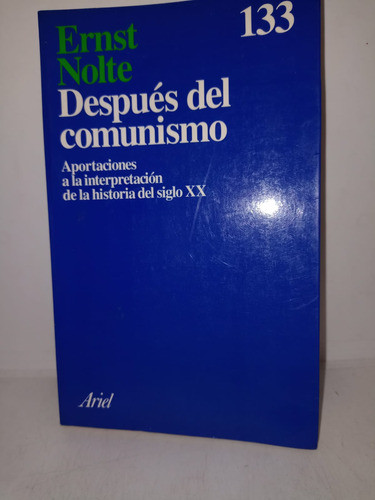 133
Ernst
Nolte
Después del
comunismo
Aportaciones
a la interpretación
de la historia del siglo XX
Ariel